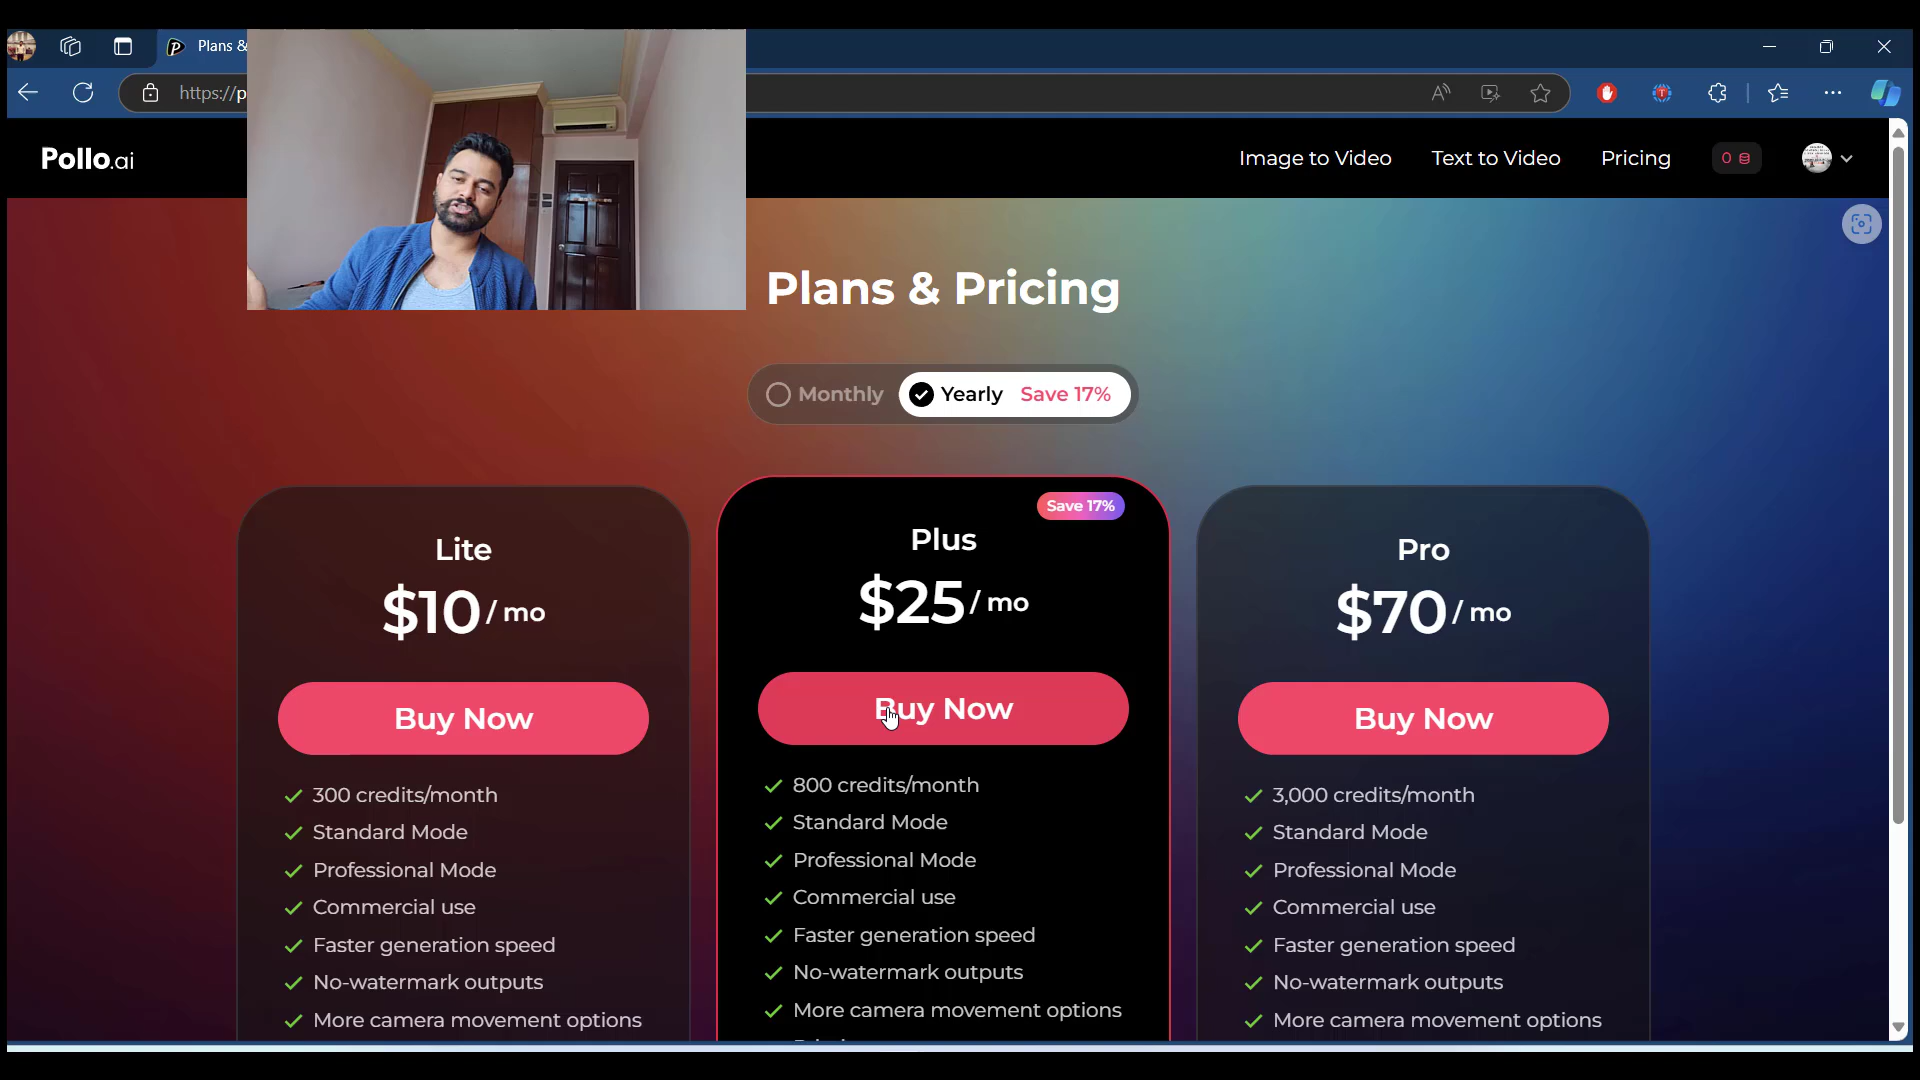 Plans &
https://p
Pollo.ai
Image to Video
Text to Video
Pricing
0
Plans & Pricing
Monthly
Yearly
Save 17%
Lite
$10/ mo
Buy Now
300 credits/month
Standard Mode
Professional Mode
Commercial use
Faster generation speed
No-watermark outputs
More camera movement options
Save 17%
Plus
$25/ mo
Buy Now
800 credits/month
Standard Mode
Professional Mode
Commercial use
Faster generation speed
No-watermark outputs
More camera movement options
Pro
$70/ mo
Buy Now
3,000 credits/month
Standard Mode
Professional Mode
Commercial use
Faster generation speed
No-watermark outputs
More camera movement options